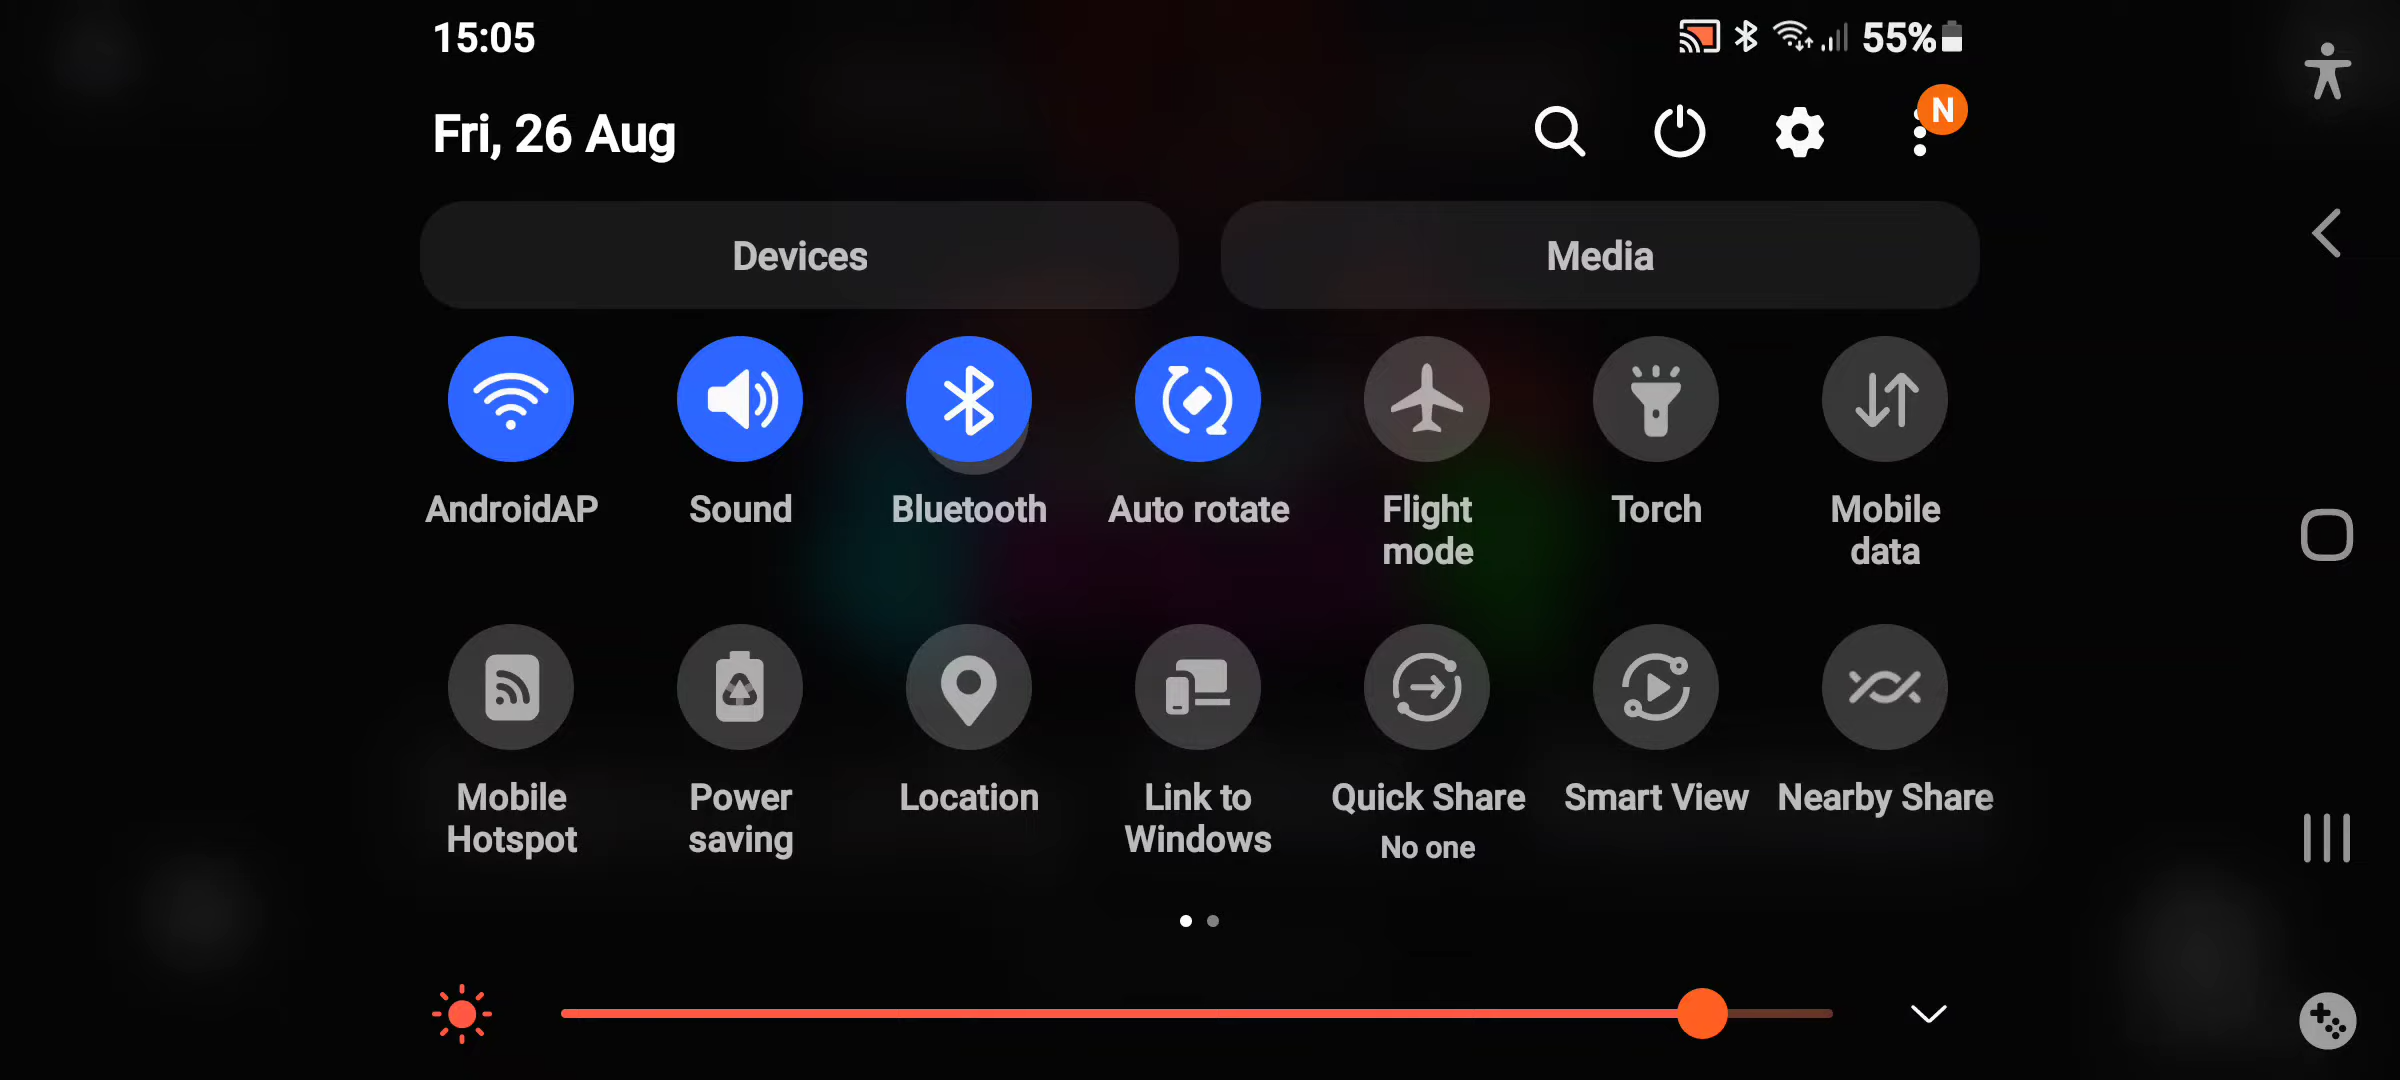 15:05
55%
Fri, 26 Aug
N
Devices
Media
AndroidAP
Sound
Bluetooth
Auto rotate
Flight
mode
Torch
Mobile
data
Mobile
Hotspot
Power
saving
Location
Link to
Windows
Quick Share
No one
Smart View
Nearby Share